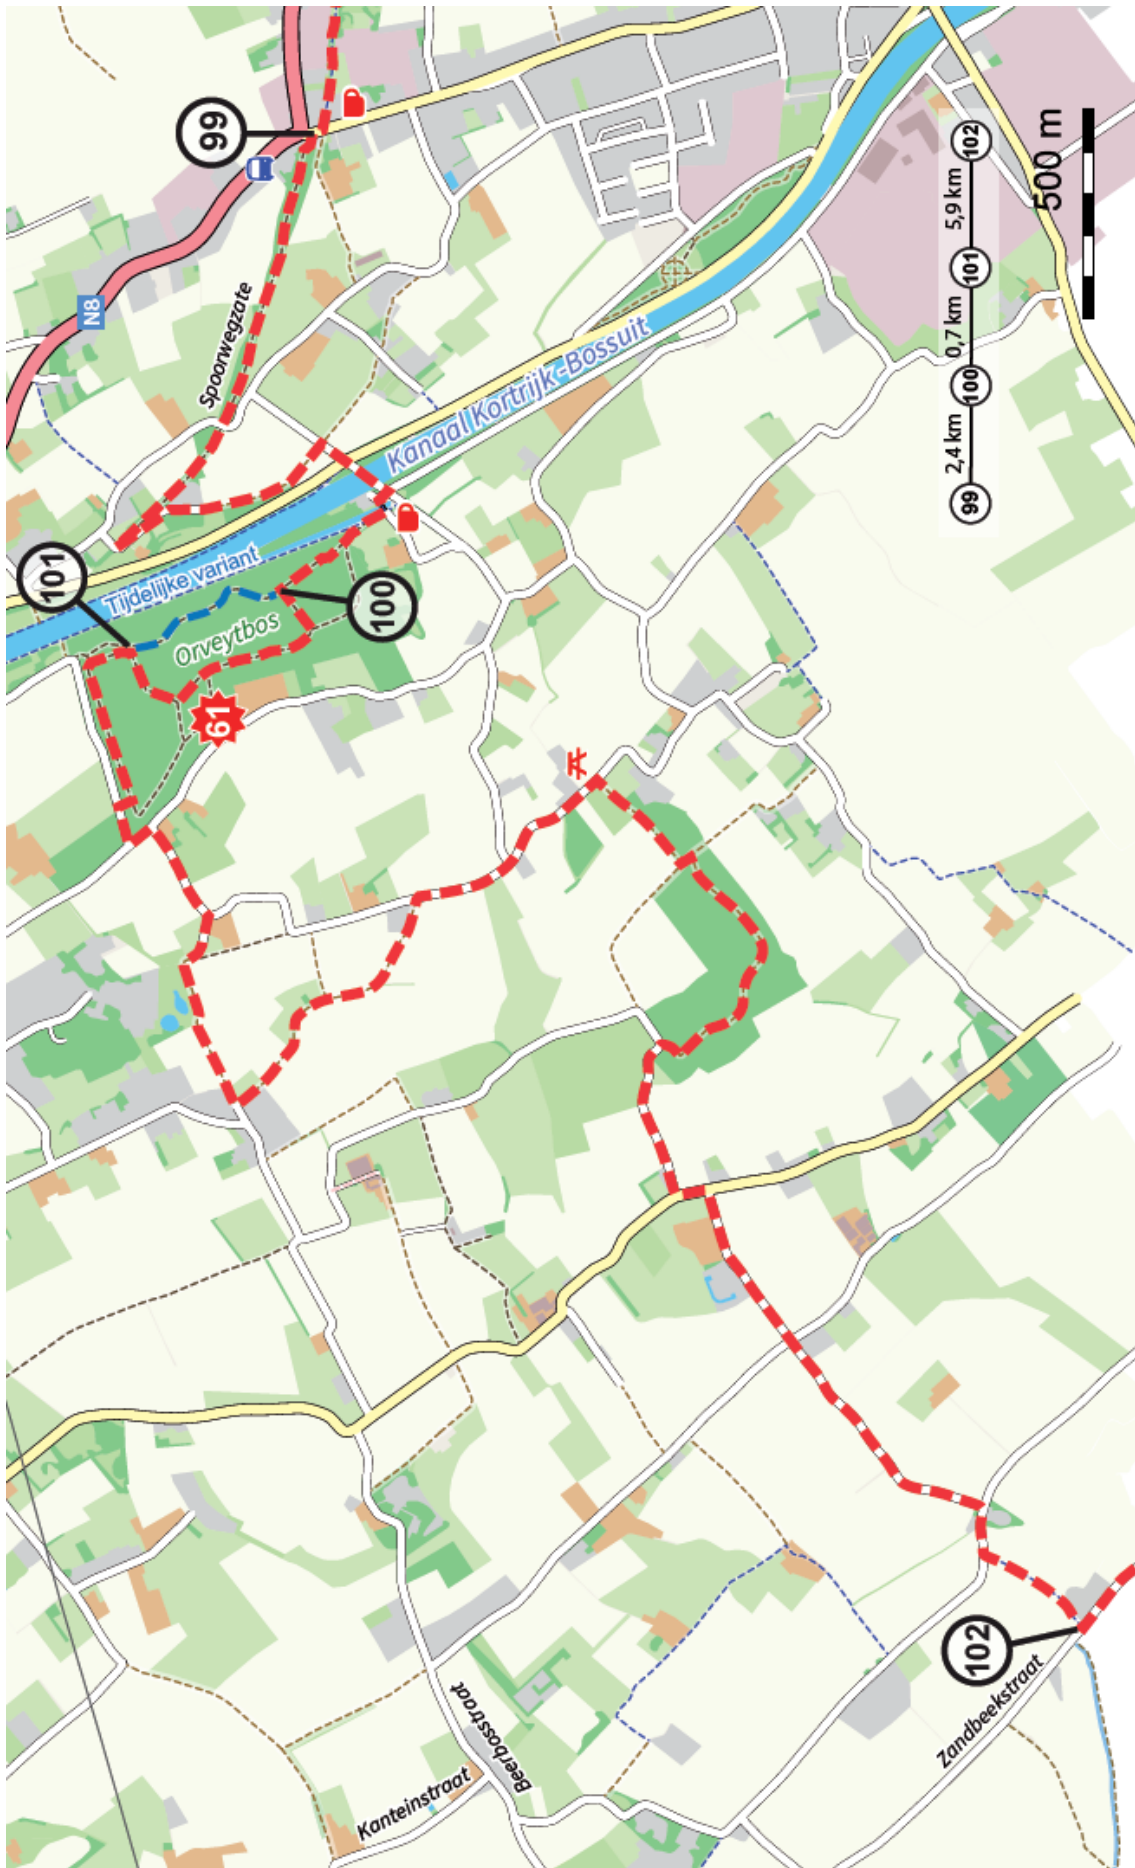 99
N8
Spoorwegzate
Kanaal Kortrijk-Bossuit
101
Tijdelijke variant
Orveytbos
100
61
102
Zandbeekstraat
Beerbosstraat
Kanteinstraat
99 2,4 km 100 0,7 km 101 5,9 km 102
500 m